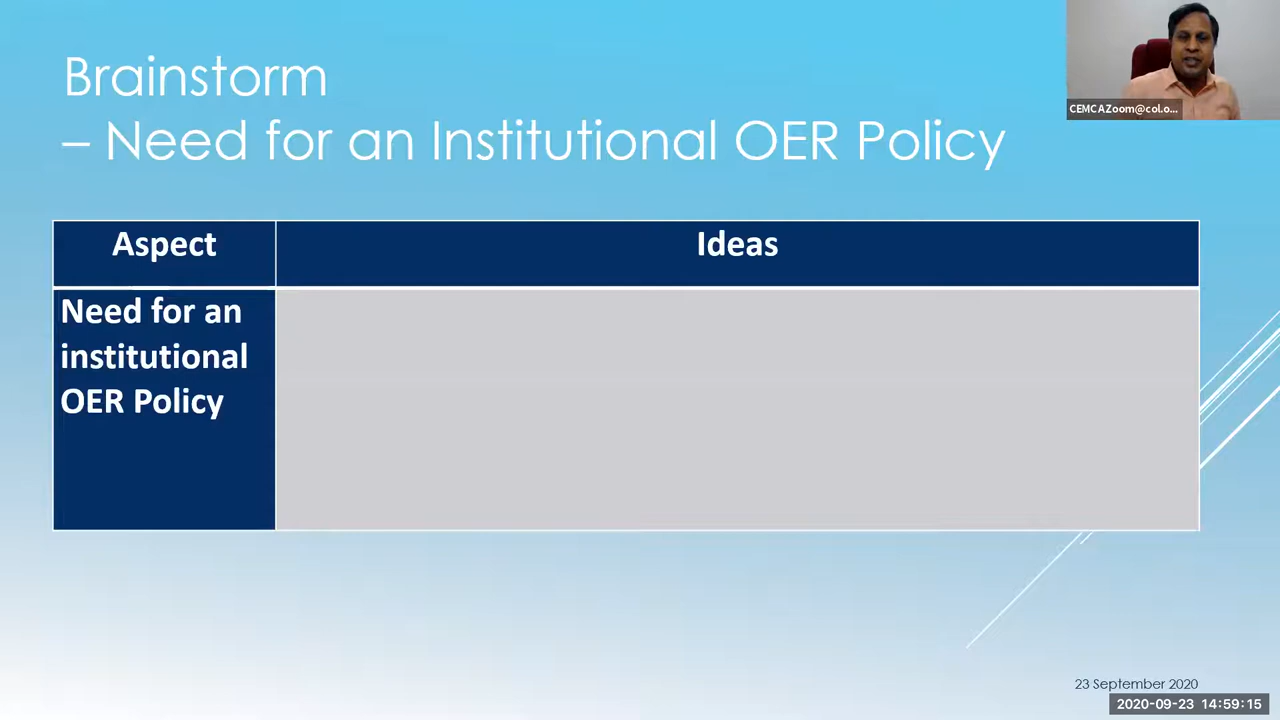 Brainstorm
– Need for an Institutional OER Policy
CEMCAZoom@col.o...
Aspect
Ideas
Need for an
institutional
OER Policy
23 September 2020
2020-09-23 14:59:15